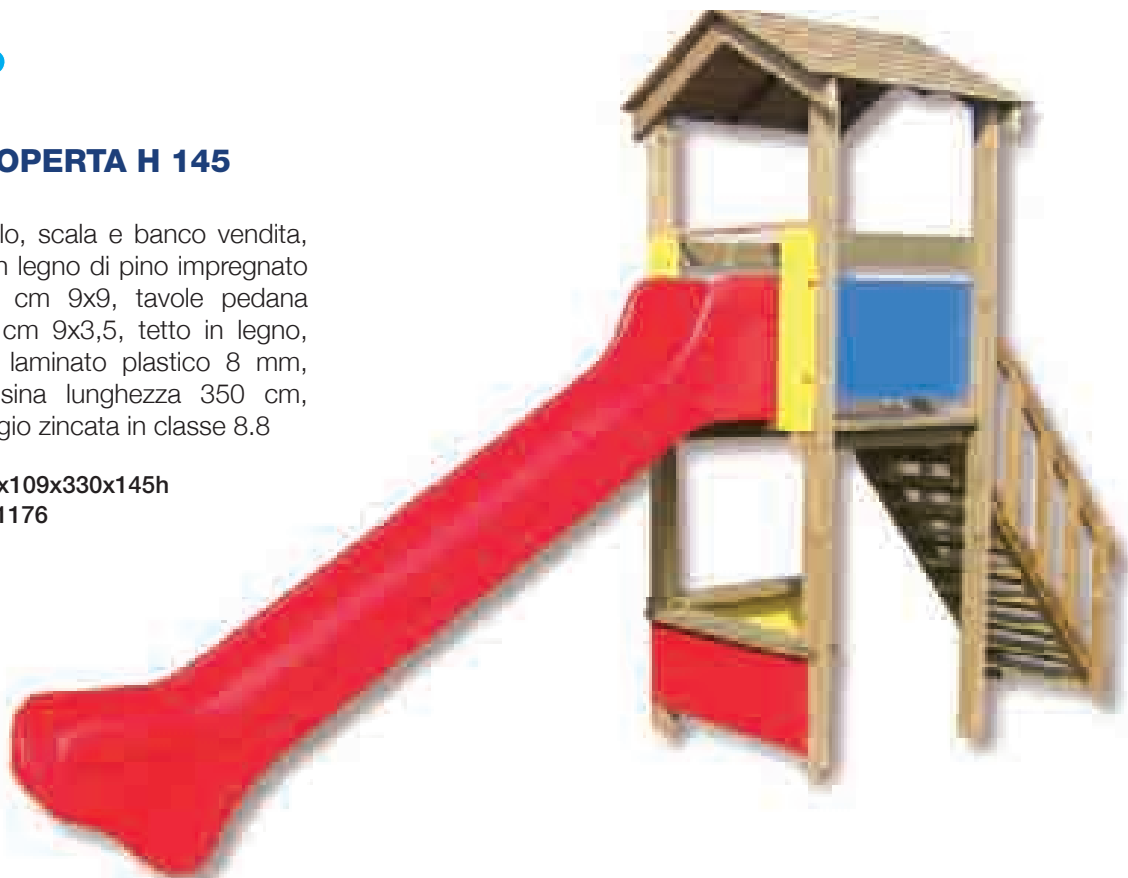 OPERTA H 145
lo, scala e banco vendita,
n legno di pino impregnato
cm 9x9, tavole pedana
cm 9x3,5, tetto in legno,
laminato plastico 8 mm,
sina lunghezza 350 cm,
gio zincata in classe 8.8
x109x330x145h
1176